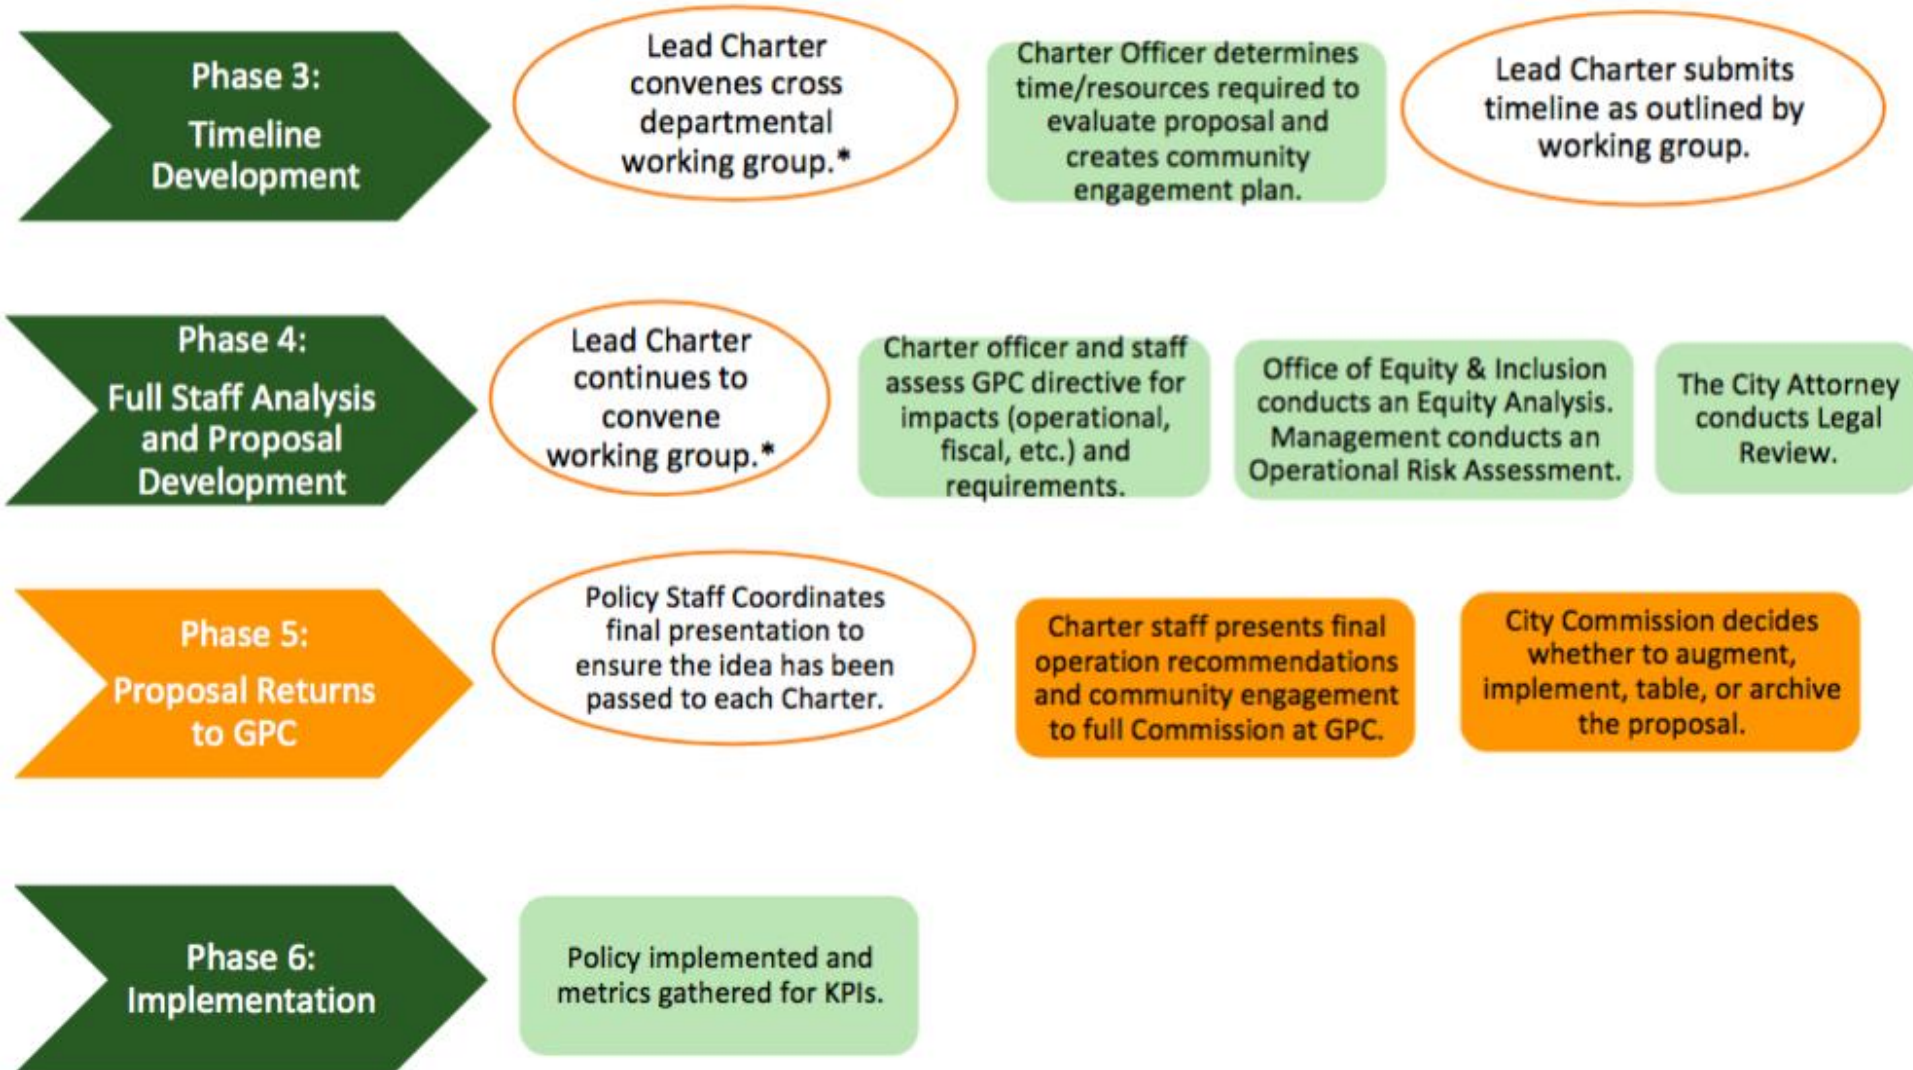 Phase 3:
Timeline
Development
Lead Charter
convenes cross
departmental
working group.*
Charter Officer determines
time/resources required to
evaluate proposal and
creates community
engagement plan.
Lead Charter submits
timeline as outlined by
working group.
Phase 4:
Full Staff Analysis
and Proposal
Development
Lead Charter
continues to
convene
working group.*
Charter officer and staff
assess GPC directive for
impacts (operational,
fiscal, etc.) and
requirements.
Office of Equity & Inclusion
conducts an Equity Analysis.
Management conducts an
Operational Risk Assessment.
The City Attorney
conducts Legal
Review.
Phase 5:
Proposal Returns
to GPC
Policy Staff Coordinates
final presentation to
ensure the idea has been
passed to each Charter.
Charter staff presents final
operation recommendations
and community engagement
to full Commission at GPC.
City Commission decides
whether to augment,
implement, table, or archive
the proposal.
Phase 6:
Implementation
Policy implemented and
metrics gathered for KPIs.